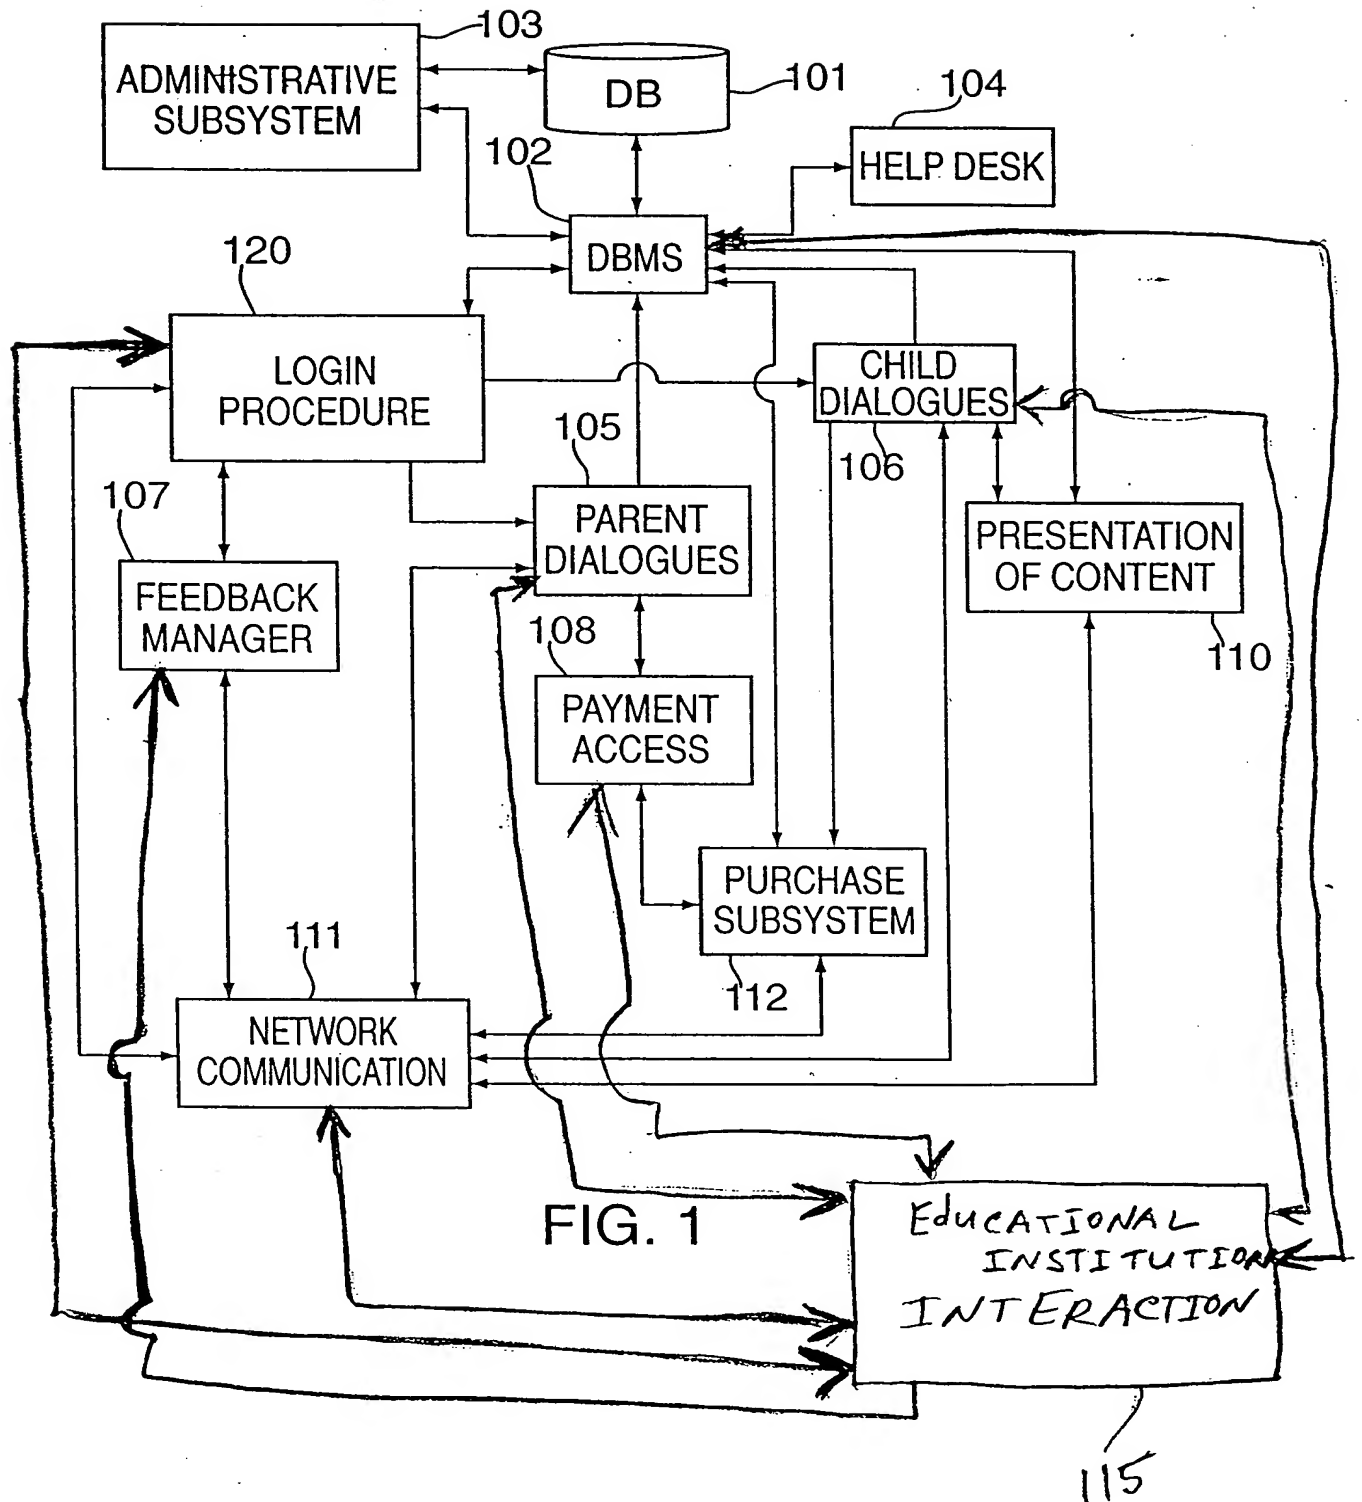 103
ADMINISTRATIVE
SUBSYSTEM
DB
101
104
HELP DESK
102
DBMS
120
LOGIN
PROCEDURE
CHILD
DIALOGUES
106
105
PARENT
DIALOGUES
107
FEEDBACK
MANAGER
PRESENTATION
OF CONTENT
110
108
PAYMENT
ACCESS
PURCHASE
SUBSYSTEM
112
111
NETWORK
COMMUNICATION
FIG. 1
EDUCATIONAL
INSTITUTION
INTERACTION
115